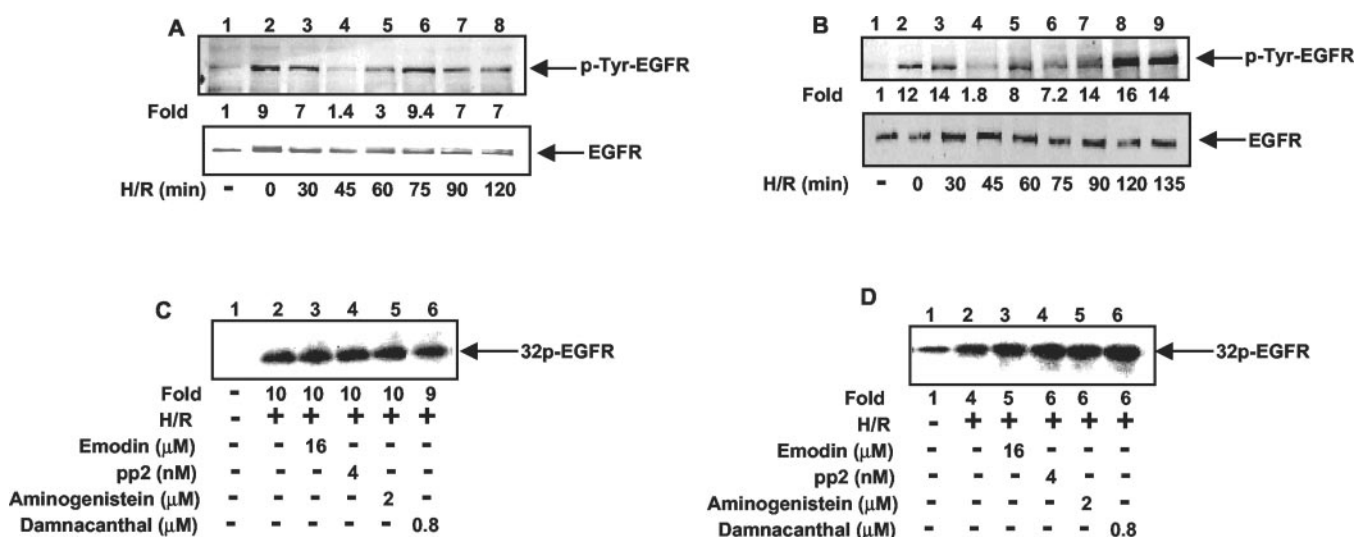 A 1 2 3 4 5 6 7 8
p-Tyr-EGFR
Fold 1 9 7 1.4 3 9.4 7 7
EGFR
H/R (min) - 0 30 45 60 75 90 120
B 1 2 3 4 5 6 7 8 9
p-Tyr-EGFR
Fold 1 12 14 1.8 8 7.2 14 16 14
EGFR
H/R (min) - 0 30 45 60 75 90 120 135
C 1 2 3 4 5 6
32p-EGFR
Fold - 10 10 10 10 9
H/R - + + + + +
Emodin (μM) - - 16 - - -
pp2 (nM) - - - 4 - -
Aminogenistein (μM) - - - - 2 -
Damnacanthal (μM) - - - - - 0.8
D 1 2 3 4 5 6
32p-EGFR
Fold 1 4 5 6 6 6
H/R - + + + + +
Emodin (μM) - - 16 - - -
pp2 (nM) - - - 4 - -
Aminogenistein (μM) - - - - 2 -
Damnacanthal (μM) - - - - - 0.8